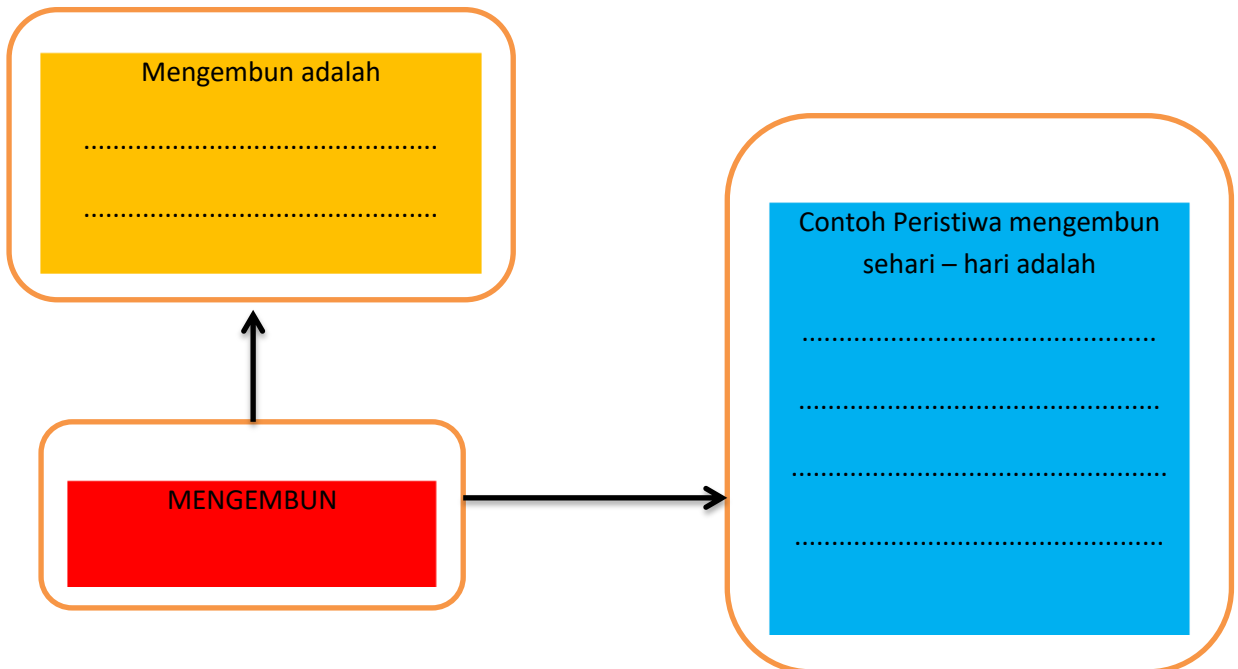 Mengembun adalah
................................................
................................................
MENGEMBUN
Contoh Peristiwa mengembun
sehari – hari adalah
................................................
.................................................
...................................................
..................................................